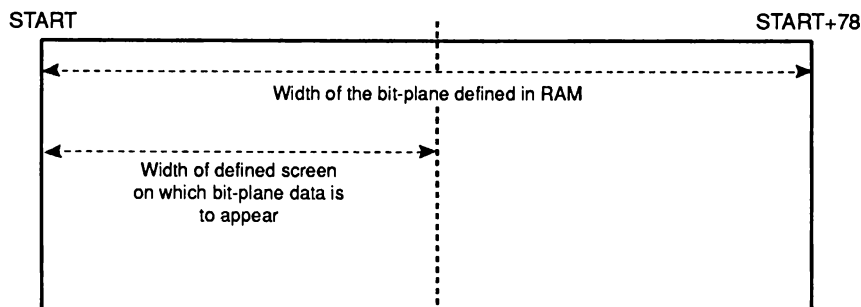 START
START+78
Width of the bit-plane defined in RAM
Width of defined screen
on which bit-plane data is
to appear